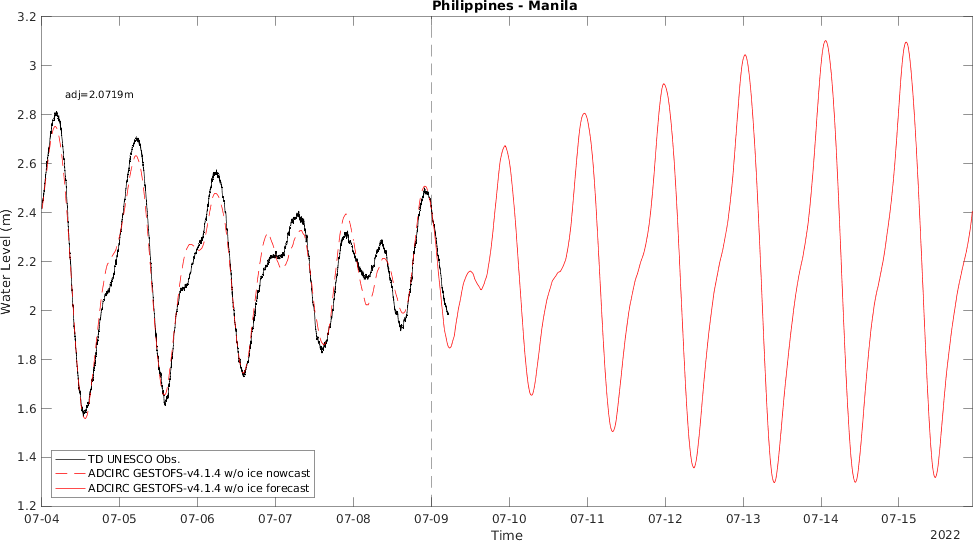 Philippines - Manila
3.2
3
2.8
2.6
2.4
2.2
2
1.8
1.6
1.4
1.2
Water Level (m)
adj=2.0719m
TD UNESCO Obs.
ADCIRC GESTOFS-v4.1.4 w/o ice nowcast
ADCIRC GESTOFS-v4.1.4 w/o ice forecast
07-04 07-05 07-06 07-07 07-08 07-09 07-10 07-11 07-12 07-13 07-14 07-15
Time
2022